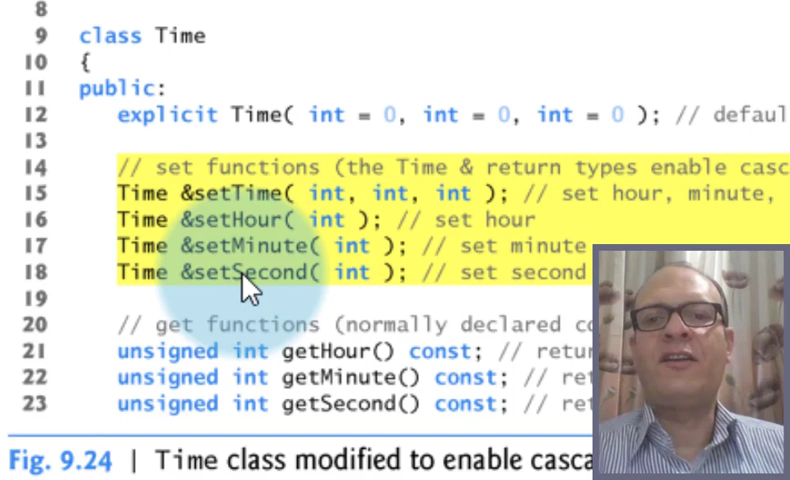 8
9 class Time
10 {
11 public:
12 explicit Time( int = 0, int = 0, int = 0 ); // defaul
13
14 // set functions (the Time & return types enable casc
15 Time &setTime( int, int, int ); // set hour, minute,
16 Time &setHour( int ); // set hour
17 Time &setMinute( int ); // set minute
18 Time &setSecond( int ); // set second
19
20 // get functions (normally declared co
21 unsigned int getHour() const; // retur
22 unsigned int getMinute() const; // ret
23 unsigned int getSecond() const; // ret
Fig. 9.24 | Time class modified to enable casca